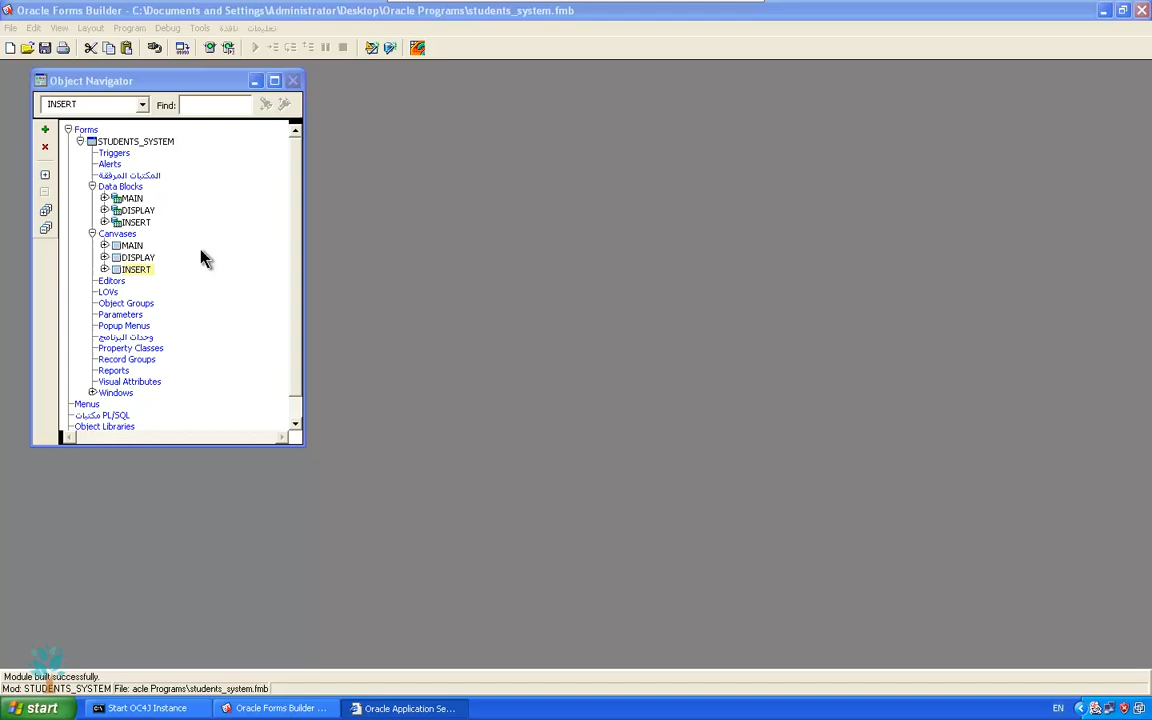 Oracle Forms Builder - C:\Documents and Settings\Administrator\Desktop\Oracle Programs\students_system.fmb
File Edit View Layout Program Debug Tools نافذة تعليمات
Object Navigator
INSERT Find:
Forms
STUDENTS_SYSTEM
Triggers
Alerts
المكتبات المرفقة
Data Blocks
MAIN
DISPLAY
INSERT
Canvases
MAIN
DISPLAY
INSERT
Editors
LOVs
Object Groups
Parameters
Popup Menus
وحدات البرنامج
Property Classes
Record Groups
Reports
Visual Attributes
Windows
Menus
مكتبات PL/SQL
Object Libraries
Module built successfully.
Mod: STUDENTS_SYSTEM File: acle Programs\students_system.fmb
start Start OC4J Instance Oracle Forms Builder ... Oracle Application Se... EN